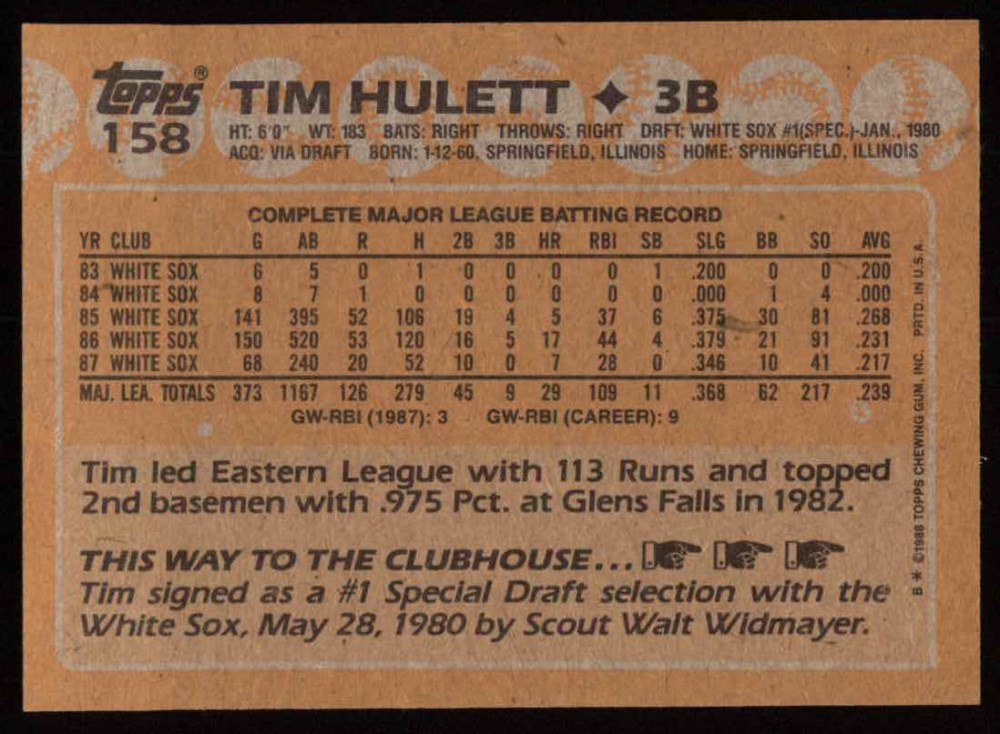 topps® TIM HULETT ♦ 3B
158 HT: 6'0" WT: 183 BATS: RIGHT THROWS: RIGHT DRFT: WHITE SOX #1(SPEC.)-JAN., 1980
ACQ: VIA DRAFT BORN: 1-12-60, SPRINGFIELD, ILLINOIS HOME: SPRINGFIELD, ILLINOIS
COMPLETE MAJOR LEAGUE BATTING RECORD
YR CLUB G AB R H 2B 3B HR RBI SB SLG BB SO AVG
83 WHITE SOX 6 5 0 1 0 0 0 0 1 .200 0 0 .200
84 WHITE SOX 8 7 1 0 0 0 0 0 0 .000 1 4 .000
85 WHITE SOX 141 395 52 106 19 4 5 37 6 .375 30 81 .268
86 WHITE SOX 150 520 53 120 16 5 17 44 4 .379 21 91 .231
87 WHITE SOX 68 240 20 52 10 0 7 28 0 .346 10 41 .217
MAJ. LEA. TOTALS 373 1167 126 279 45 9 29 109 11 .368 62 217 .239
GW-RBI (1987): 3 GW-RBI (CAREER): 9
Tim led Eastern League with 113 Runs and topped
2nd basemen with .975 Pct. at Glens Falls in 1982.
THIS WAY TO THE CLUBHOUSE...
Tim signed as a #1 Special Draft selection with the
White Sox, May 28, 1980 by Scout Walt Widmayer.
B * ©1988 TOPPS CHEWING GUM, INC. PRTD. IN U.S.A.